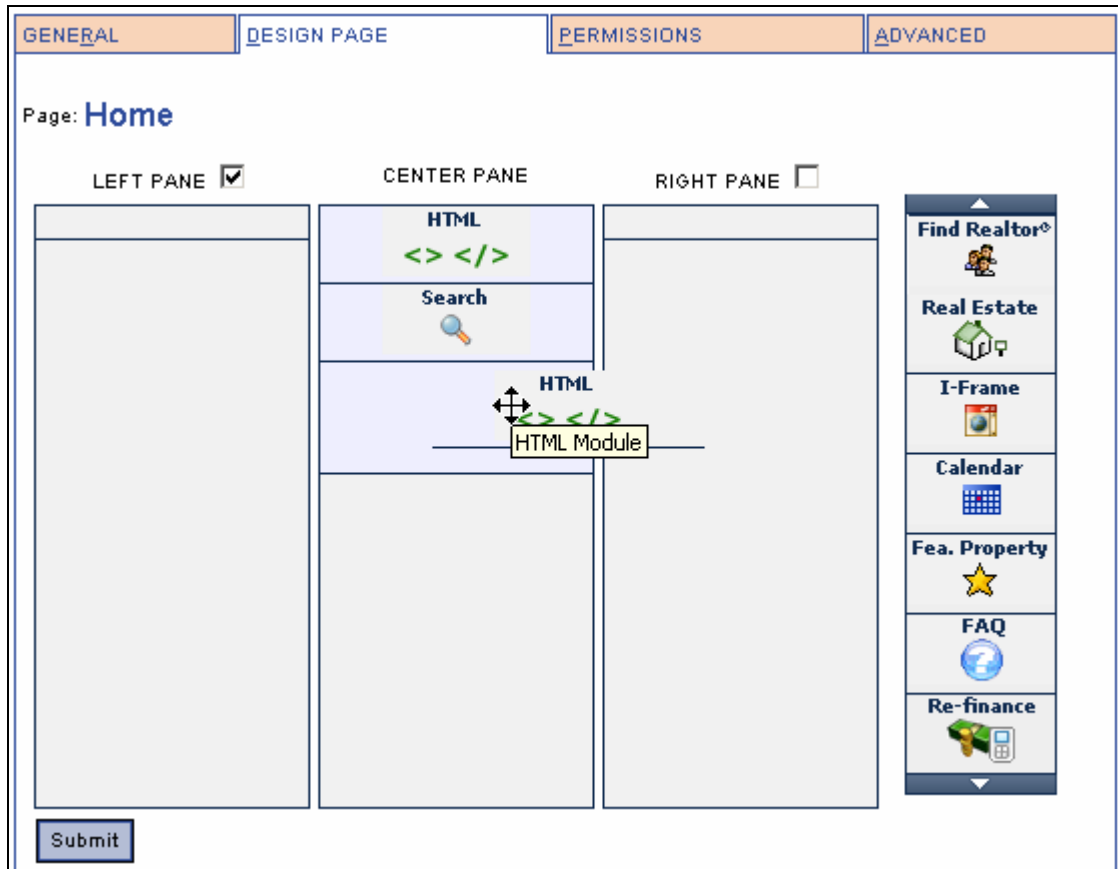 GENERAL DESIGN PAGE PERMISSIONS ADVANCED
Page: Home
LEFT PANE CENTER PANE RIGHT PANE
HTML
<> </>
Search
HTML
<> </>
HTML Module
Find Realtor®
Real Estate
I-Frame
Calendar
Fea. Property
FAQ
Re-finance
Submit